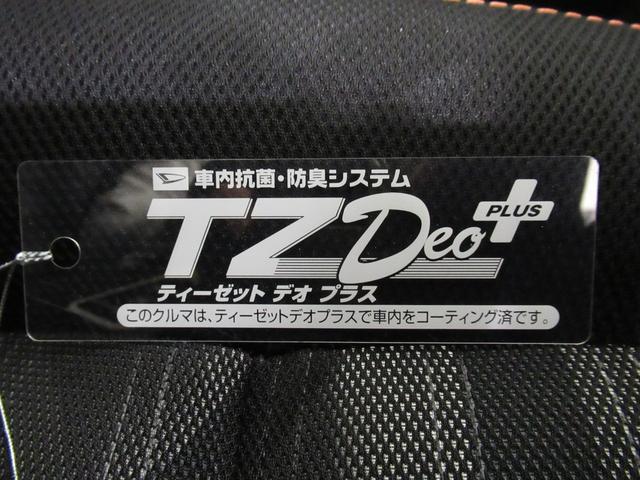 車内抗菌・防臭システム
TZ Deo PLUS
ティーゼット デオ プラス
このクルマは、ティーゼットデオプラスで車内をコーティング済です。